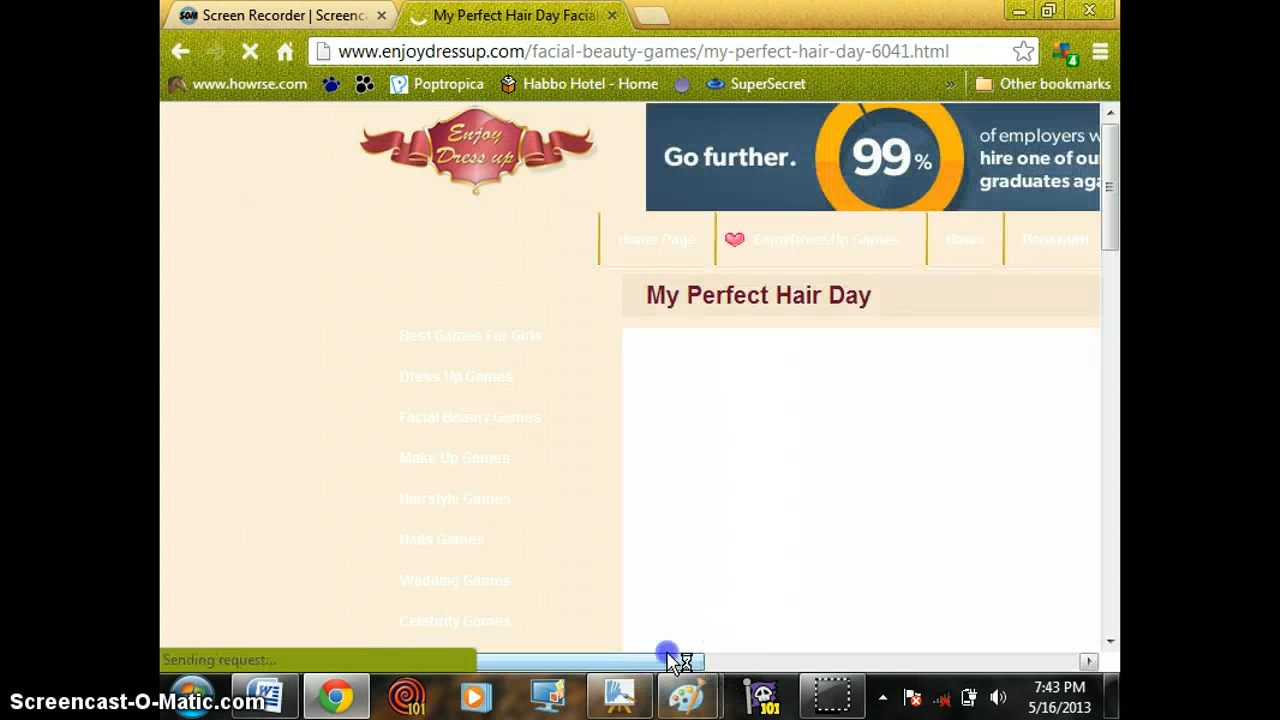 Screen Recorder | Screenc
My Perfect Hair Day Facia
www.enjoydressup.com/facial-beauty-games/my-perfect-hair-day-6041.html
4
www.howrse.com
Poptropica
Habbo Hotel - Home
SuperSecret
»
Other bookmarks
Enjoy
Dress up
Go further.
99%
of employers w
hire one of ou
graduates aga
Home Page
EnjoyDressUp Games
News
My Perfect Hair Day
Best Games For Girls
Dress Up Games
Facial Beauty Games
Make Up Games
Hairstyle Games
Nails Games
Wedding Games
Celebrity Games
Sending request...
101
101
7:43 PM
5/16/2013
Screencast-O-Matic.com